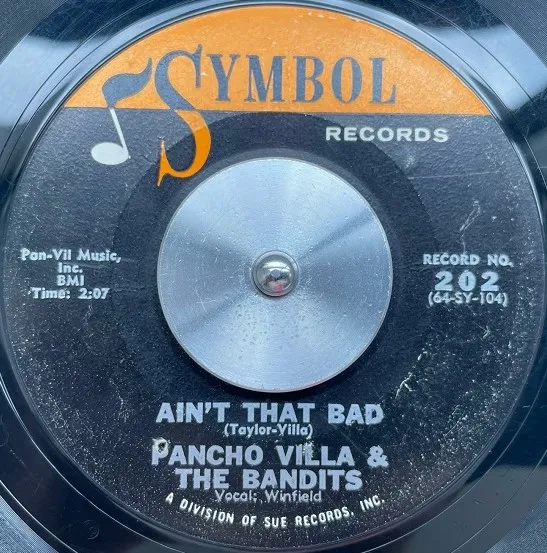 SYMBOL
RECORDS
Pan-Vil Music,
Inc.
BMI
Time: 2:07
RECORD NO.
202
(64-SY-104)
AIN'T THAT BAD
(Taylor-Villa)
PANCHO VILLA &
THE BANDITS
Vocal: Winfield
A DIVISION OF SUE RECORDS, INC.